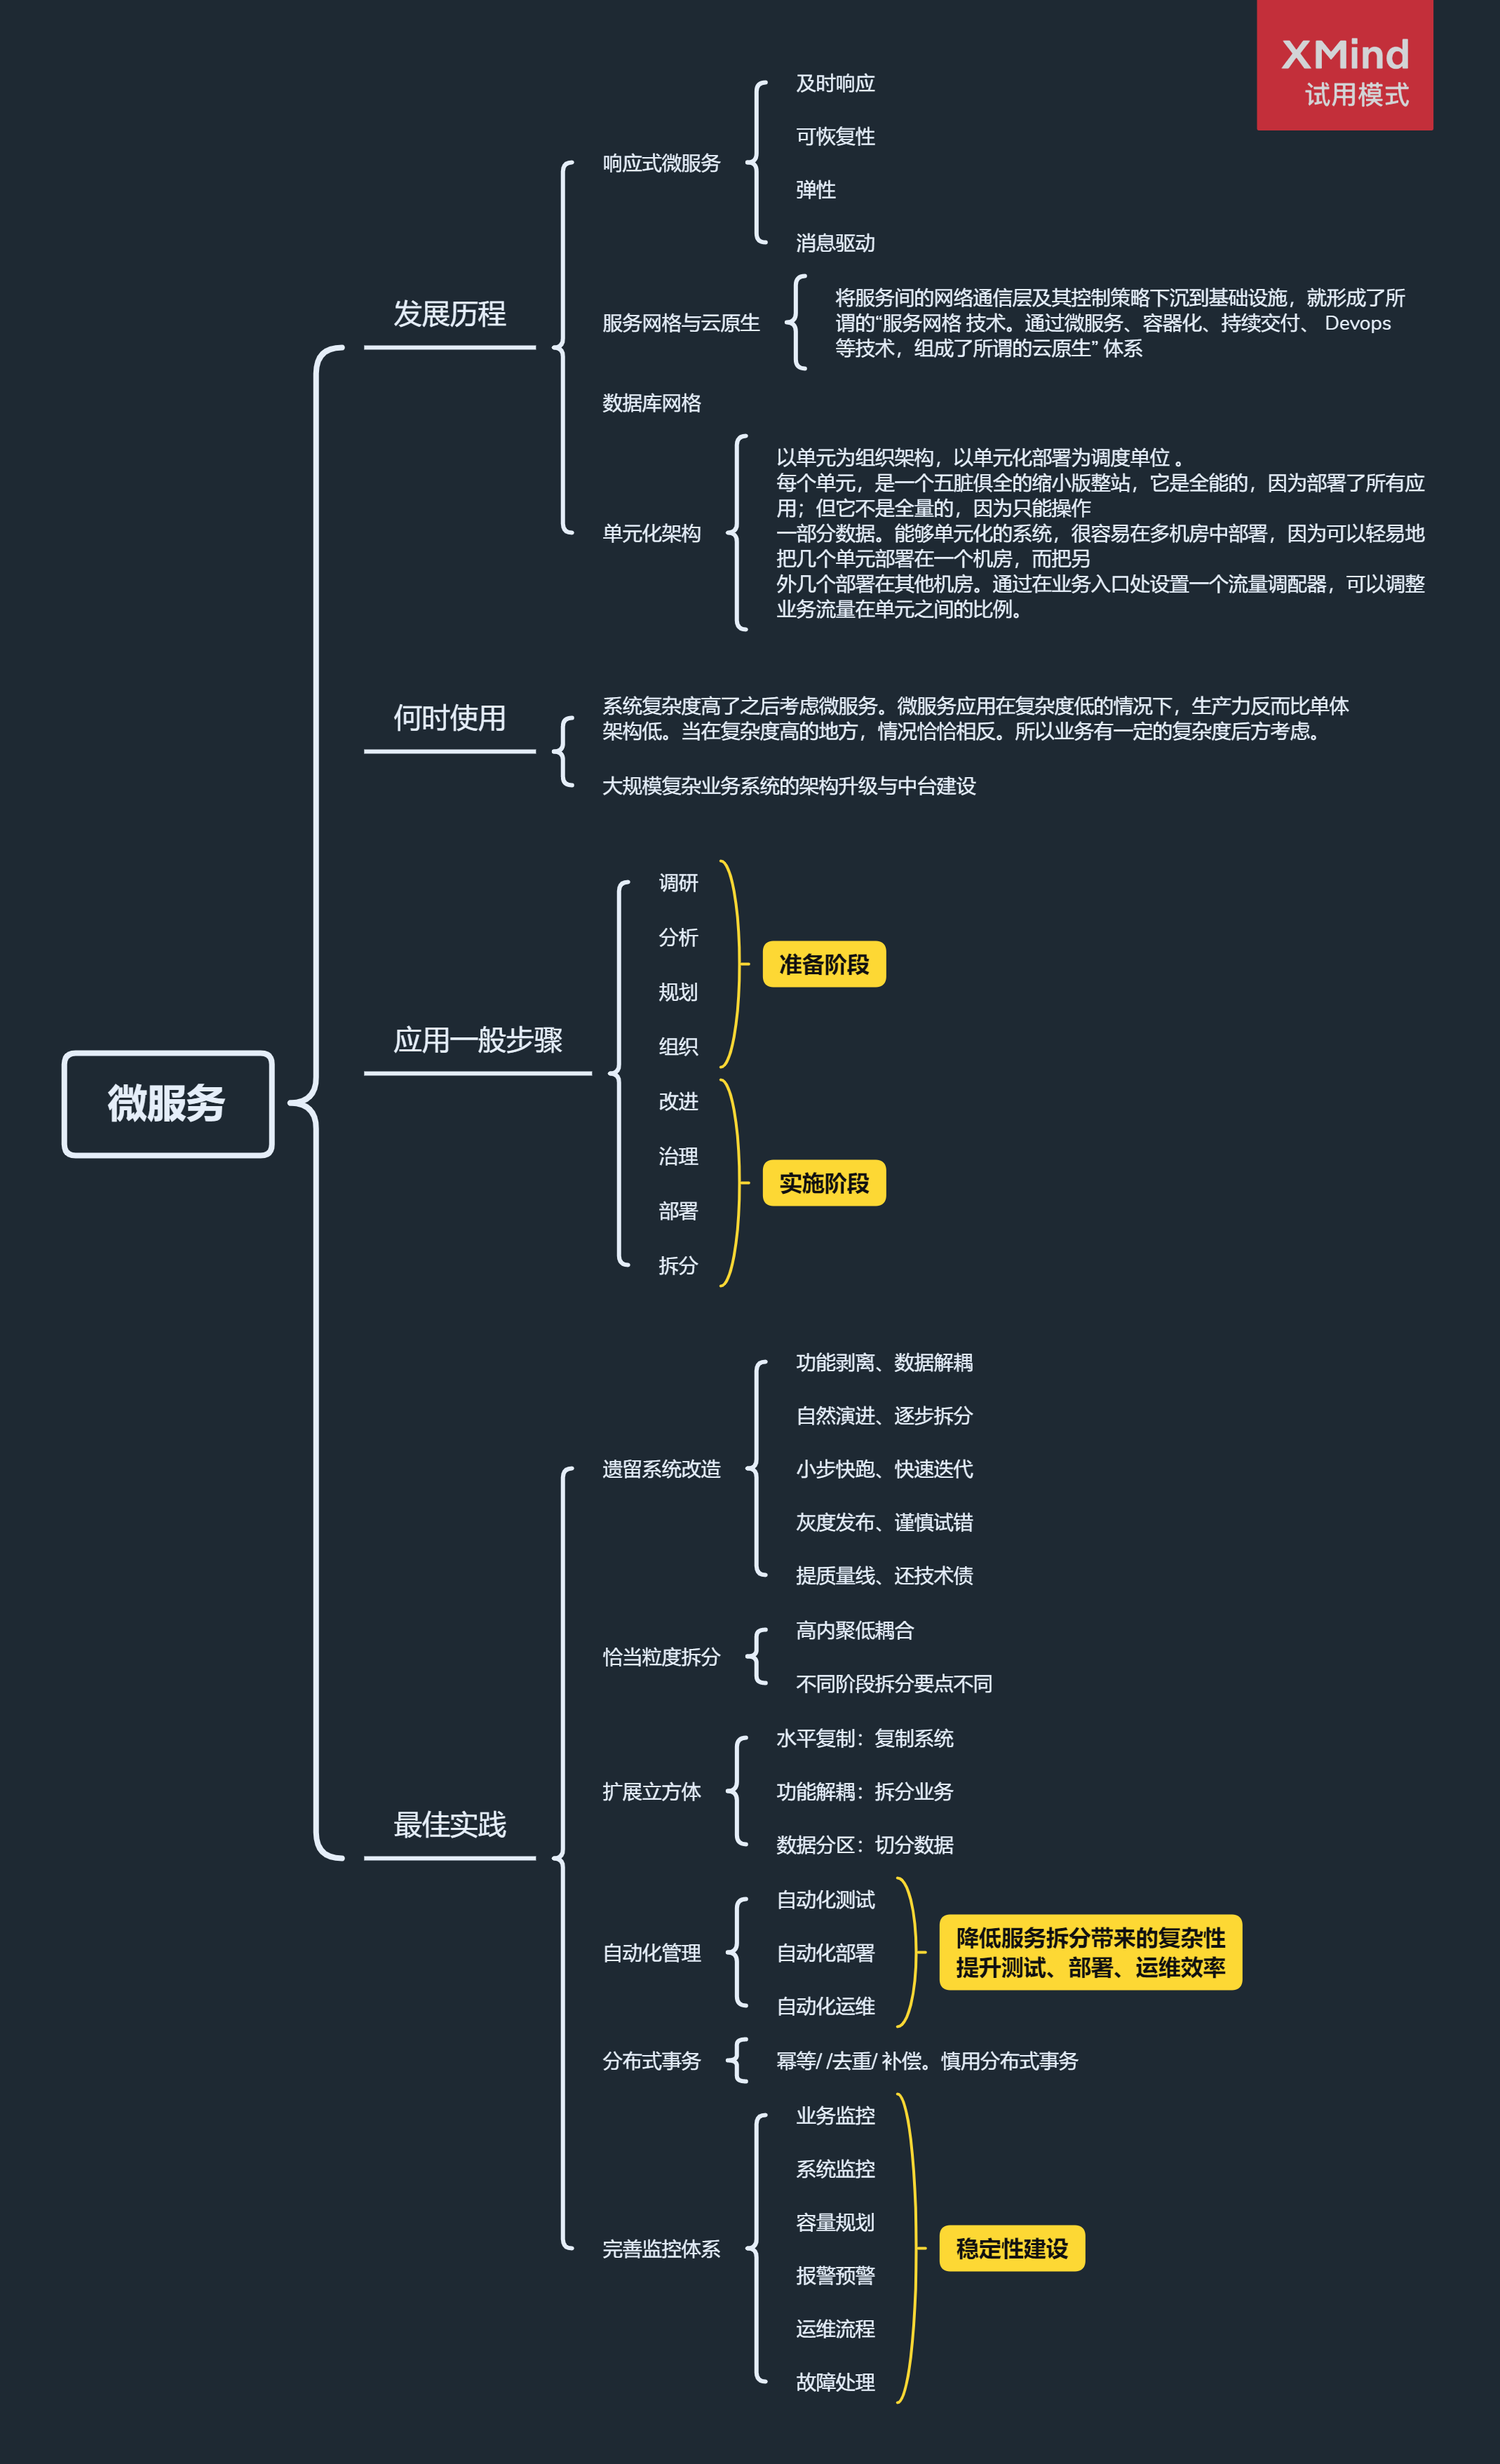 XMind
试用模式
微服务
发展历程
响应式微服务
及时响应
可恢复性
弹性
消息驱动
服务网格与云原生
将服务间的网络通信层及其控制策略下沉到基础设施，就形成了所
谓的“服务网格 技术。通过微服务、容器化、持续交付、 Devops
等技术，组成了所谓的云原生” 体系
数据库网格
单元化架构
以单元为组织架构，以单元化部署为调度单位 。
每个单元，是一个五脏俱全的缩小版整站，它是全能的，因为部署了所有应
用；但它不是全量的，因为只能操作
一部分数据。能够单元化的系统，很容易在多机房中部署，因为可以轻易地
把几个单元部署在一个机房，而把另
外几个部署在其他机房。通过在业务入口处设置一个流量调配器，可以调整
业务流量在单元之间的比例。
何时使用
系统复杂度高了之后考虑微服务。微服务应用在复杂度低的情况下，生产力反而比单体
架构低。当在复杂度高的地方，情况恰恰相反。所以业务有一定的复杂度后方考虑。
大规模复杂业务系统的架构升级与中台建设
应用一般步骤
调研
分析
规划
组织
准备阶段
改进
治理
部署
拆分
实施阶段
最佳实践
遗留系统改造
功能剥离、数据解耦
自然演进、逐步拆分
小步快跑、快速迭代
灰度发布、谨慎试错
提质量线、还技术债
恰当粒度拆分
高内聚低耦合
不同阶段拆分要点不同
扩展立方体
水平复制：复制系统
功能解耦：拆分业务
数据分区：切分数据
自动化管理
自动化测试
自动化部署
自动化运维
降低服务拆分带来的复杂性
提升测试、部署、运维效率
分布式事务
幂等/ /去重/ 补偿。慎用分布式事务
完善监控体系
业务监控
系统监控
容量规划
报警预警
运维流程
故障处理
稳定性建设